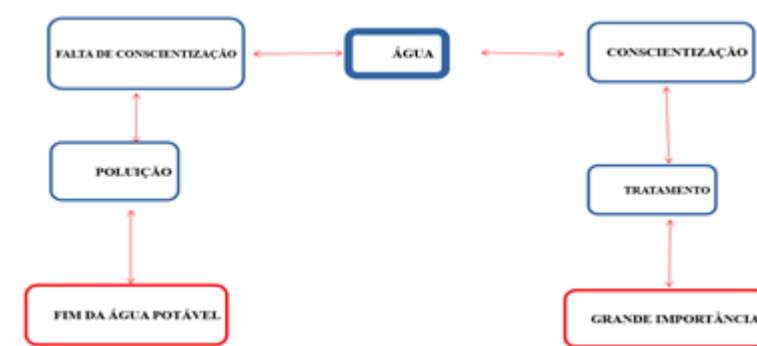 FALTA DE CONSCIENTIZAÇÃO
ÁGUA
CONSCIENTIZAÇÃO
POLUIÇÃO
TRATAMENTO
FIM DA ÁGUA POTÁVEL
GRANDE IMPORTÂNCIA